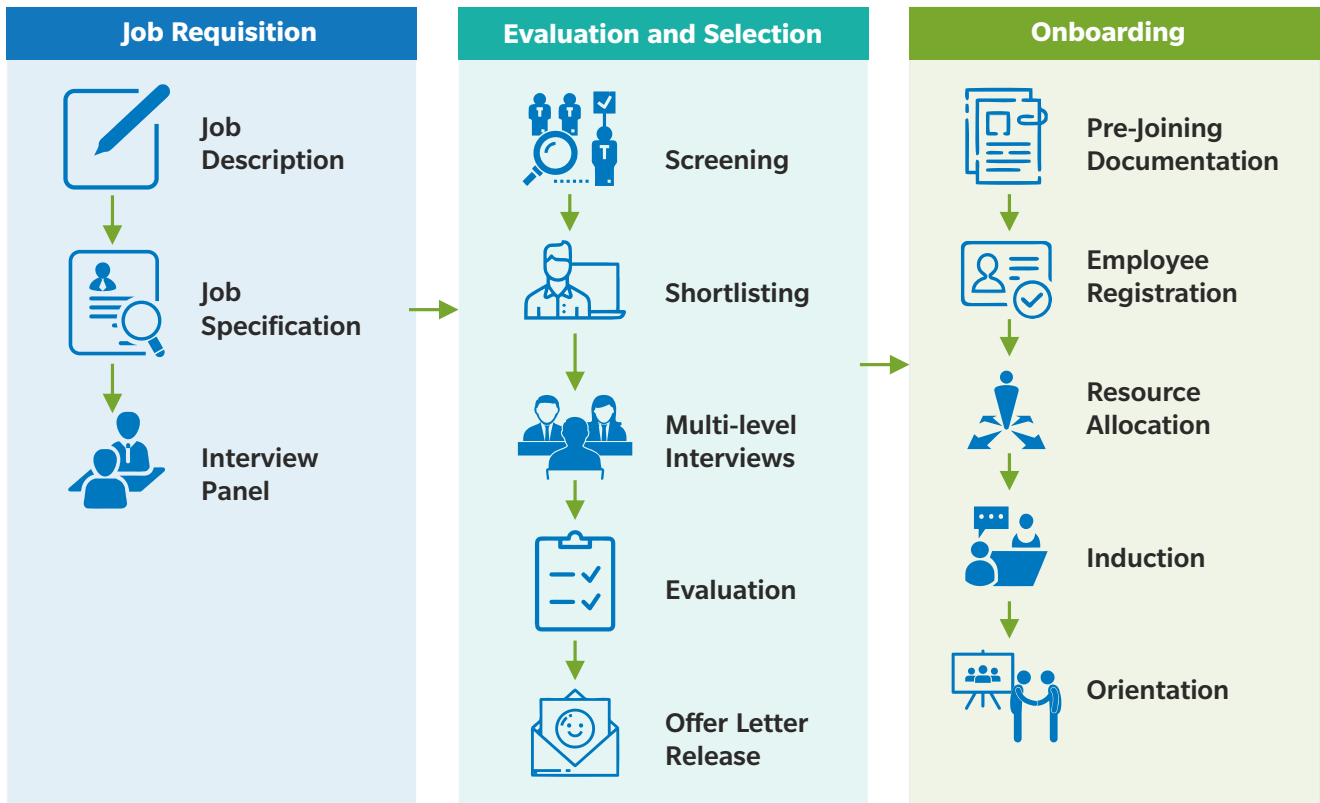 Job Requisition
Job
Description
Job
Specification
Interview
Panel
Evaluation and Selection
Screening
Shortlisting
Multi-level
Interviews
Evaluation
Offer Letter
Release
Onboarding
Pre-Joining
Documentation
Employee
Registration
Resource
Allocation
Induction
Orientation